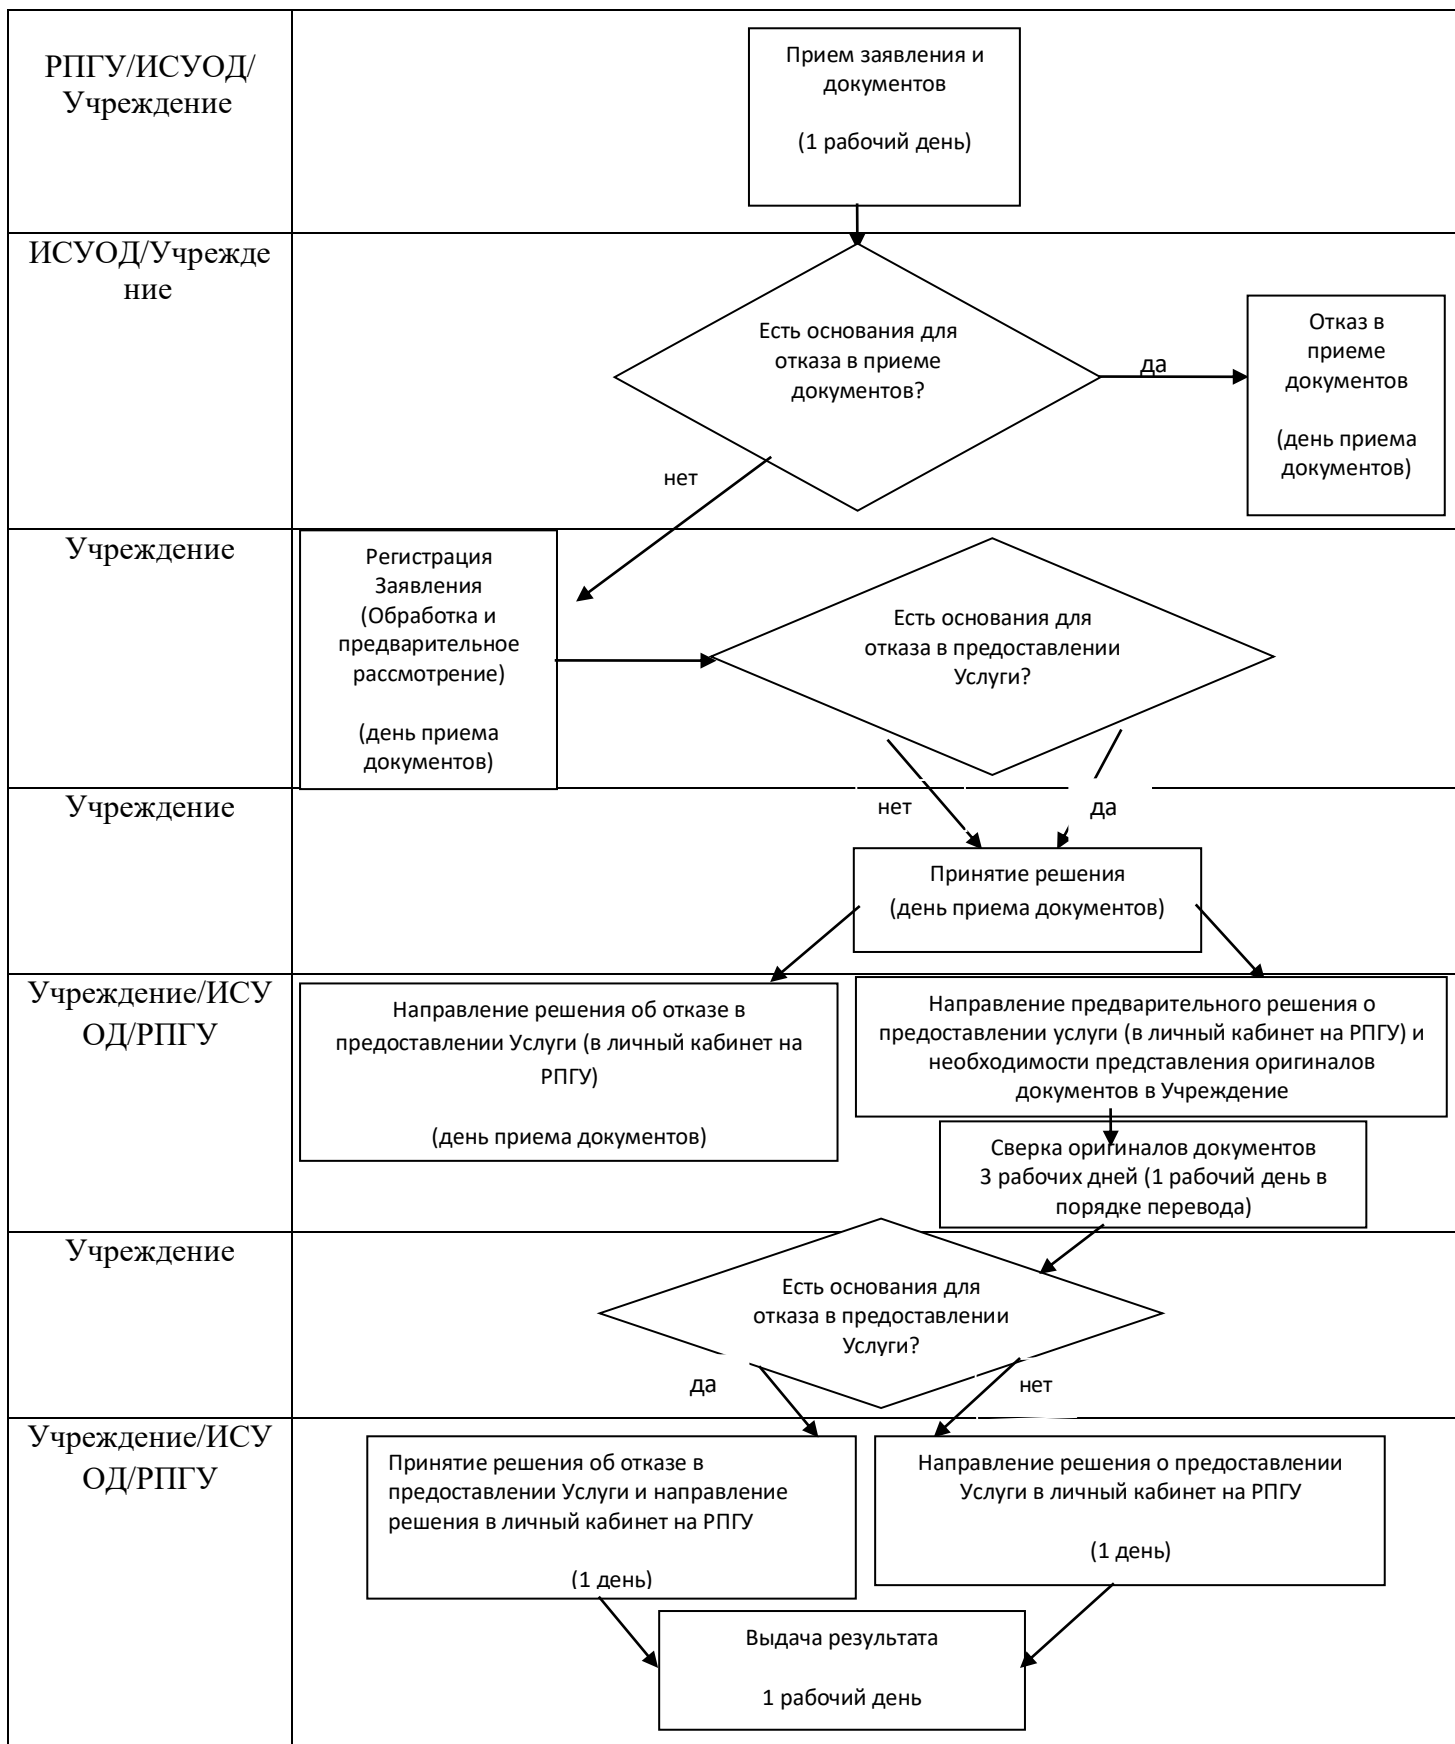 РПГУ/ИСУОД/
Учреждение
Прием заявления и
документов
(1 рабочий день)
ИСУОД/Учрежде
ние
Есть основания для
отказа в приеме
документов?
да
Отказ в
приеме
документов
(день приема
документов)
нет
Учреждение
Регистрация
Заявления
(Обработка и
предварительное
рассмотрение)
(день приема
документов)
Есть основания для
отказа в предоставлении
Услуги?
Учреждение
нет
да
Принятие решения
(день приема документов)
Учреждение/ИСУ
ОД/РПГУ
Направление решения об отказе в
предоставлении Услуги (в личный кабинет на
РПГУ)
(день приема документов)
Направление предварительного решения о
предоставлении услуги (в личный кабинет на РПГУ) и
необходимости представления оригиналов
документов в Учреждение
Сверка оригиналов документов
3 рабочих дней (1 рабочий день в
порядке перевода)
Учреждение
Есть основания для
отказа в предоставлении
Услуги?
да
нет
Учреждение/ИСУ
ОД/РПГУ
Принятие решения об отказе в
предоставлении Услуги и направление
решения в личный кабинет на РПГУ
(1 день)
Направление решения о предоставлении
Услуги в личный кабинет на РПГУ
(1 день)
Выдача результата
1 рабочий день